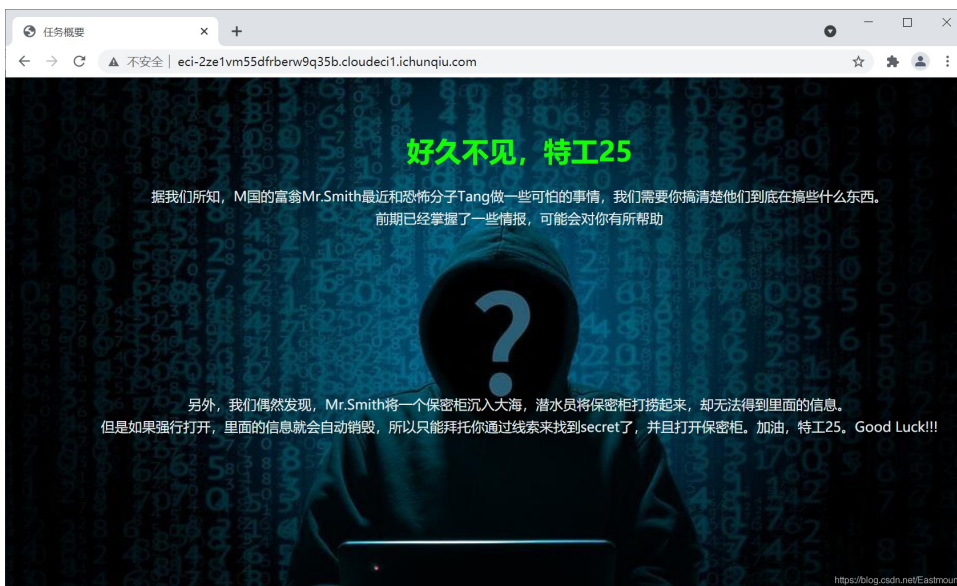 任务概要
不安全
eci-2ze1vm55dfrberw9q35b.cloudeci1.ichunqiu.com
好久不见，特工25
据我们所知，M国的富翁Mr.Smith最近和恐怖分子Tang做一些可怕的事情，我们需要你搞清楚他们到底在搞些什么东西。
前期已经掌握了一些情报，可能会对你有所帮助
?
另外，我们偶然发现，Mr.Smith将一个保密柜沉入大海，潜水员将保密柜打捞起来，却无法得到里面的信息。
但是如果强行打开，里面的信息就会自动销毁，所以只能拜托你通过线索来找到secret了，并且打开保密柜。加油，特工25。Good Luck!!!
https://blog.csdn.net/Eastmount